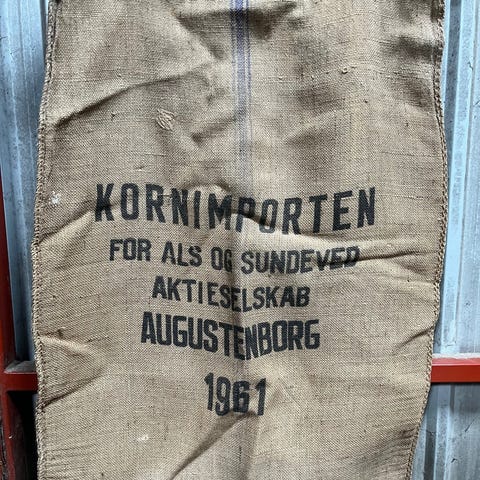 KORNIMPORTEN
FOR ALS OG SUNDEVED
AKTIESELSKAB
AUGUSTENBORG
1961